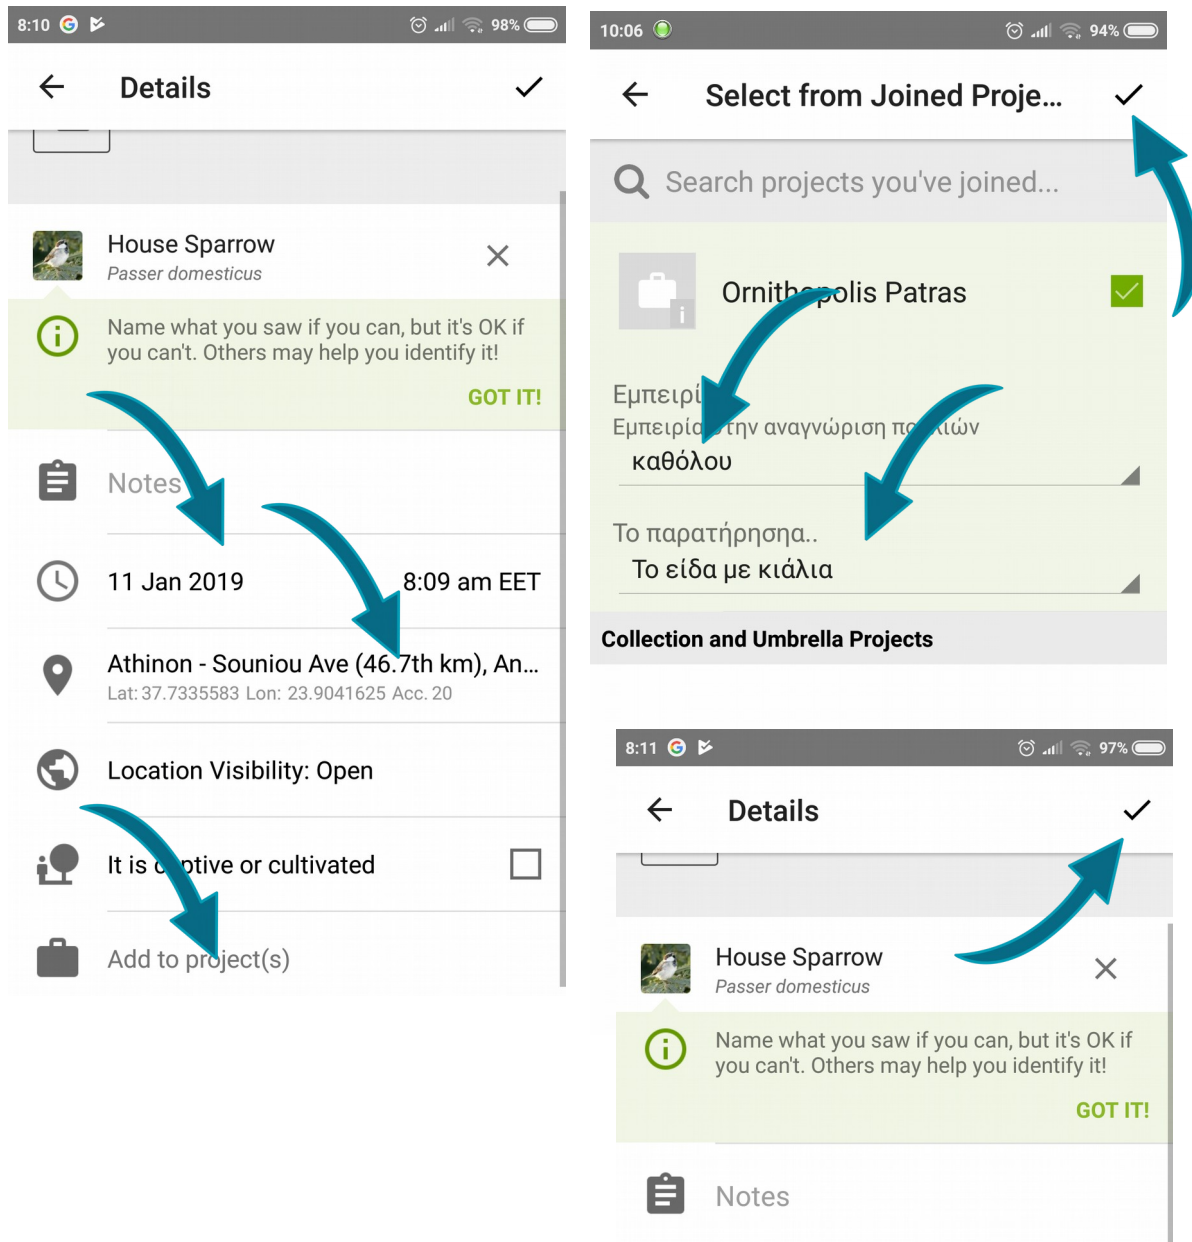 8:10
98%
Details
House Sparrow
Passer domesticus
Name what you saw if you can, but it's OK if
you can't. Others may help you identify it!
GOT IT!
Notes
11 Jan 2019
8:09 am EET
Athinon - Souniou Ave (46.7th km), An...
Lat: 37.7335583 Lon: 23.9041625 Acc. 20
Location Visibility: Open
It is captive or cultivated
Add to project(s)
10:06
94%
Select from Joined Proje...
Search projects you've joined...
Ornithopolis Patras
Εμπειρί
Εμπειρία στην αναγνώριση πουλιών
καθόλου
Το παρατήρησηα..
Το είδα με κιάλια
Collection and Umbrella Projects
8:11
97%
Details
House Sparrow
Passer domesticus
Name what you saw if you can, but it's OK if
you can't. Others may help you identify it!
GOT IT!
Notes